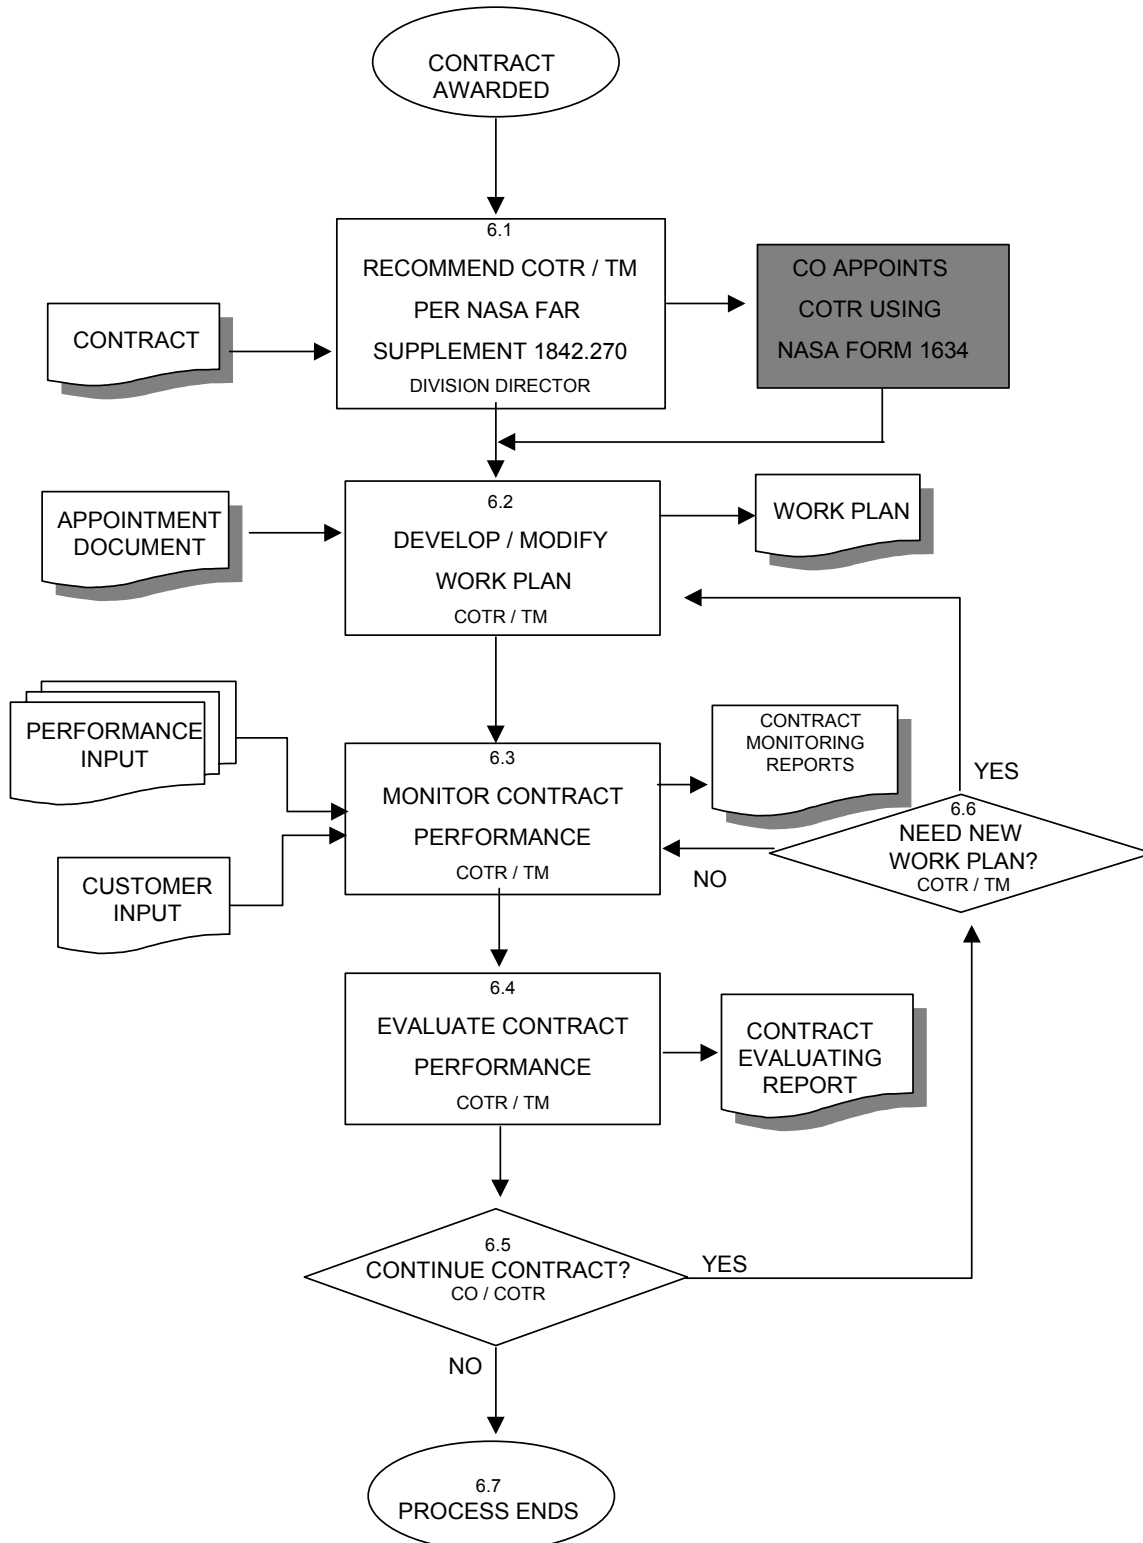 CONTRACT
AWARDED
6.1
RECOMMEND COTR / TM
PER NASA FAR
SUPPLEMENT 1842.270
DIVISION DIRECTOR
CO APPOINTS
COTR USING
NASA FORM 1634
CONTRACT
APPOINTMENT
DOCUMENT
6.2
DEVELOP / MODIFY
WORK PLAN
COTR / TM
WORK PLAN
PERFORMANCE
INPUT
6.3
MONITOR CONTRACT
PERFORMANCE
COTR / TM
CONTRACT
MONITORING
REPORTS
YES
6.6
NEED NEW
WORK PLAN?
COTR / TM
NO
CUSTOMER
INPUT
6.4
EVALUATE CONTRACT
PERFORMANCE
COTR / TM
CONTRACT
EVALUATING
REPORT
6.5
CONTINUE CONTRACT?
CO / COTR
YES
NO
6.7
PROCESS ENDS